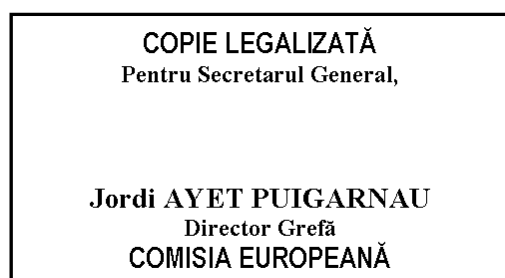 COPIE LEGALIZATĂ
Pentru Secretarul General,
Jordi AYET PUIGARNAU
Director Grefă
COMISIA EUROPEANĂ